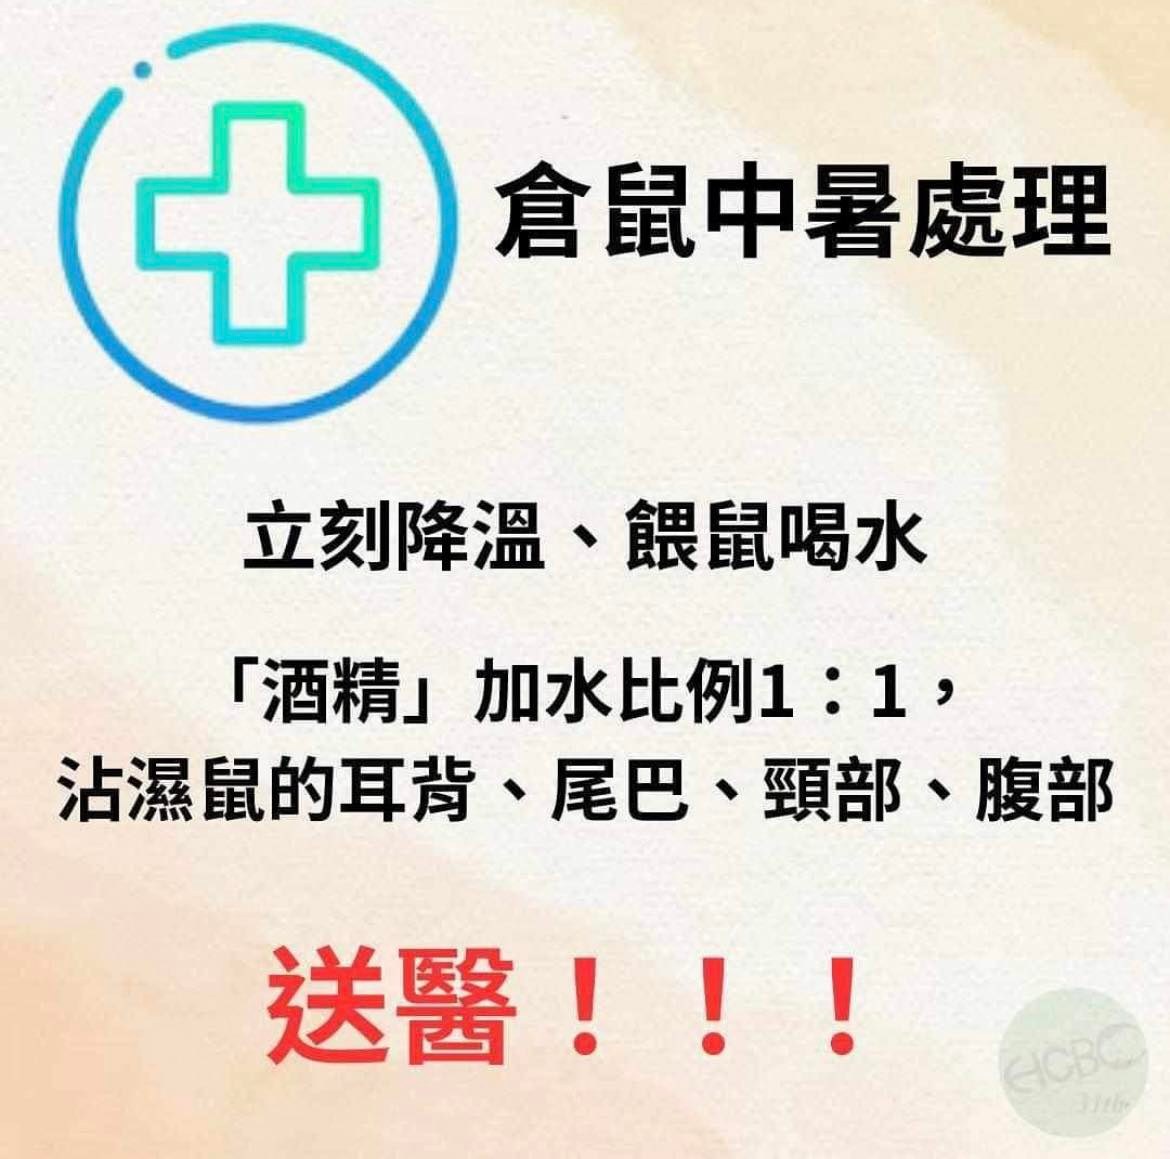 倉鼠中暑處理
立刻降溫、餵鼠喝水
「酒精」加水比例1：1，
沾濕鼠的耳背、尾巴、頸部、腹部
送醫！！！